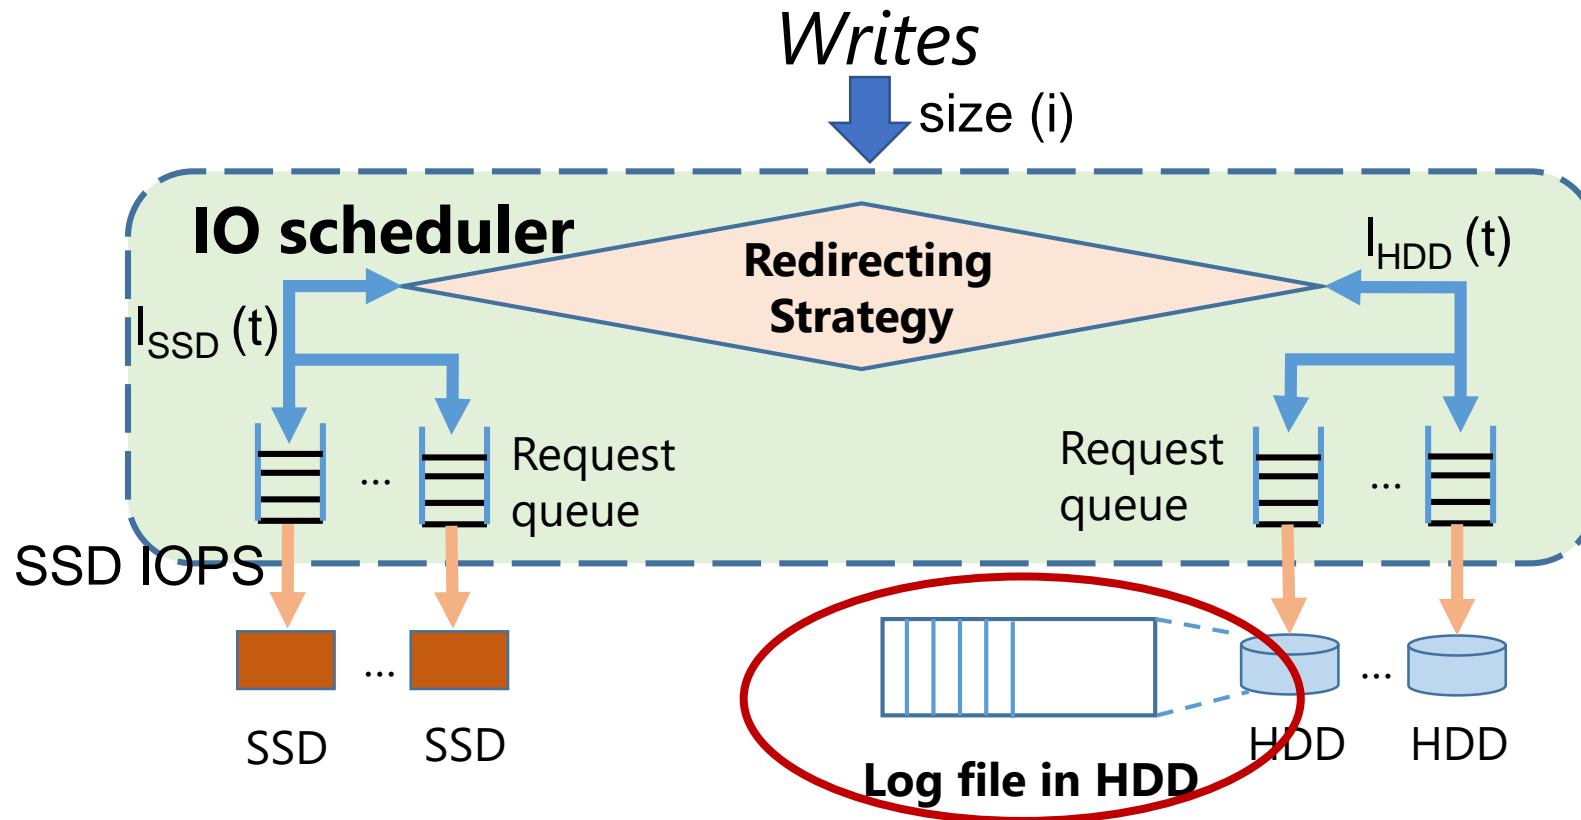 Writes
size (i)
IO scheduler
Redirecting
Strategy
I_HDD (t)
I_SSD (t)
...
Request
queue
Request
queue
...
SSD IOPS
...
...
SSD
SSD
HDD
HDD
Log file in HDD